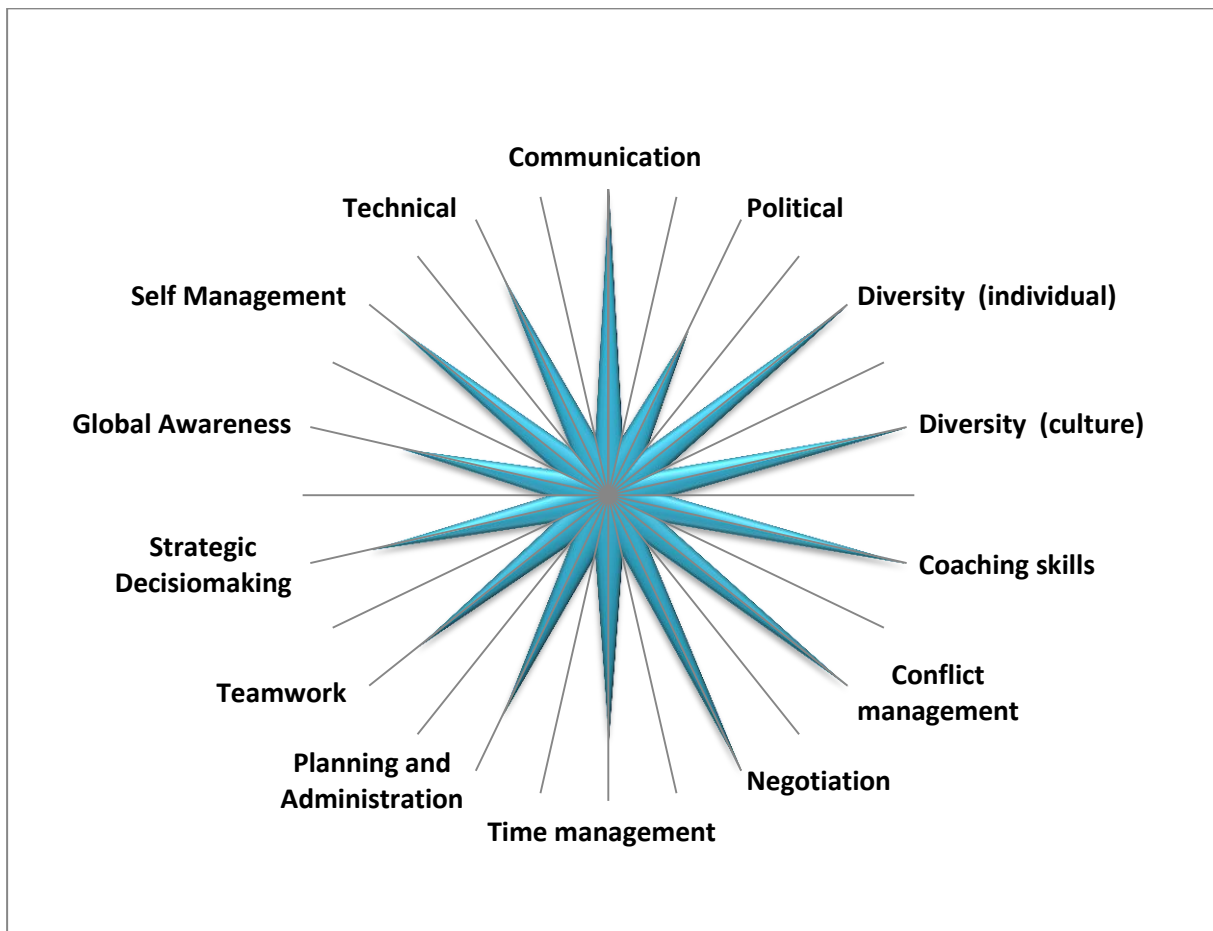 Communication
Technical
Political
Self Management
Diversity (individual)
Global Awareness
Diversity (culture)
Strategic
Decisiomaking
Coaching skills
Teamwork
Conflict
management
Planning and
Administration
Negotiation
Time management